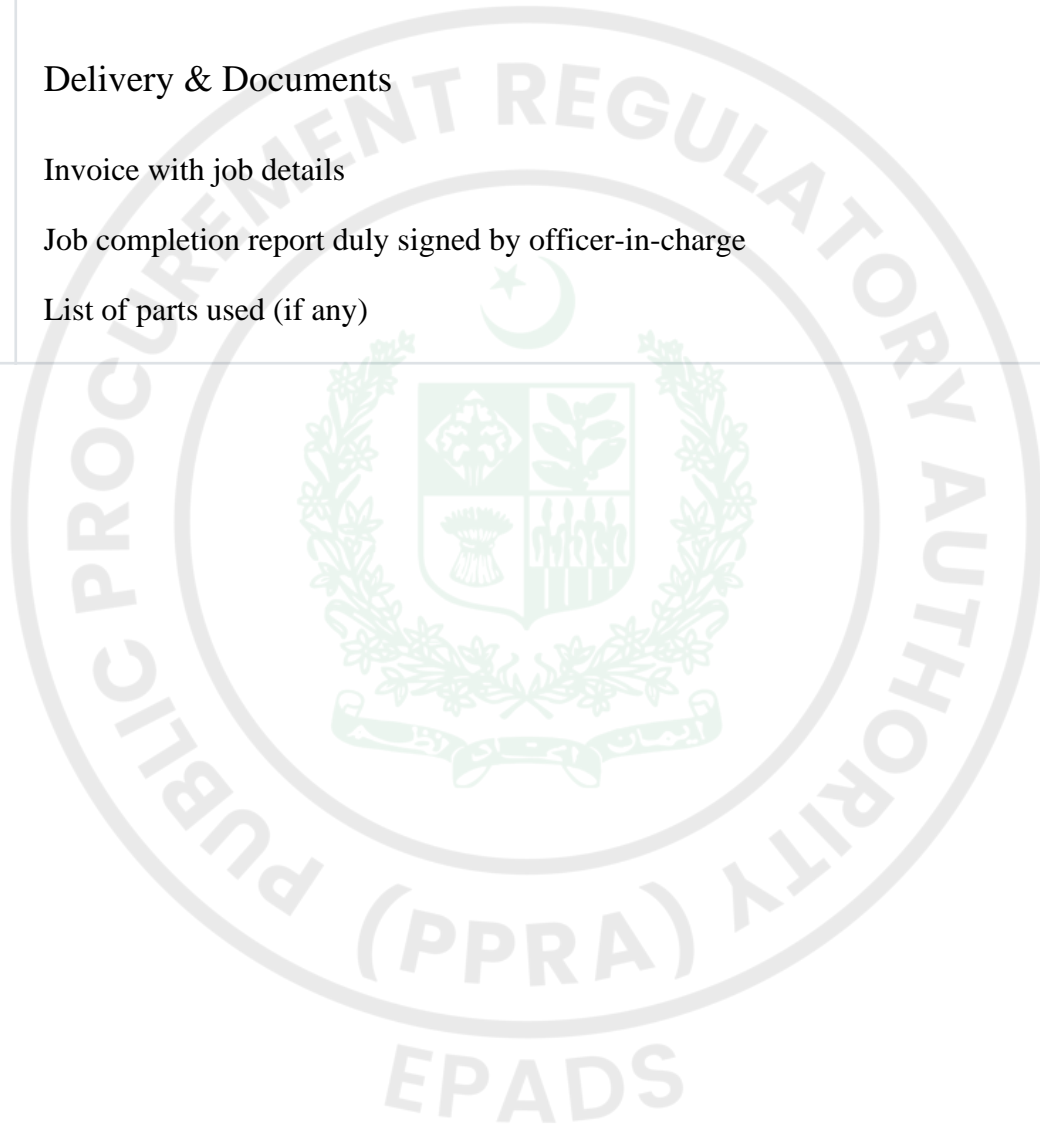 Delivery & Documents
Invoice with job details
Job completion report duly signed by officer-in-charge
List of parts used (if any)
PUBLIC PROCUREMENT REGULATORY AUTHORITY
(PPRA)
EPADS